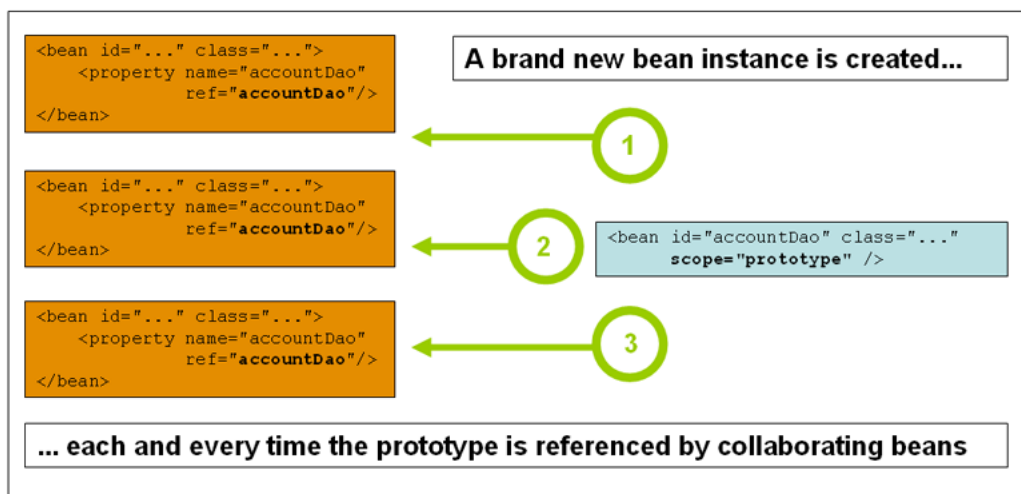 <bean id="..." class="...">
    <property name="accountDao"
              ref="accountDao"/>
</bean>
A brand new bean instance is created...
1
<bean id="..." class="...">
    <property name="accountDao"
              ref="accountDao"/>
</bean>
2
<bean id="accountDao" class="..."
      scope="prototype" />
<bean id="..." class="...">
    <property name="accountDao"
              ref="accountDao"/>
</bean>
3
... each and every time the prototype is referenced by collaborating beans